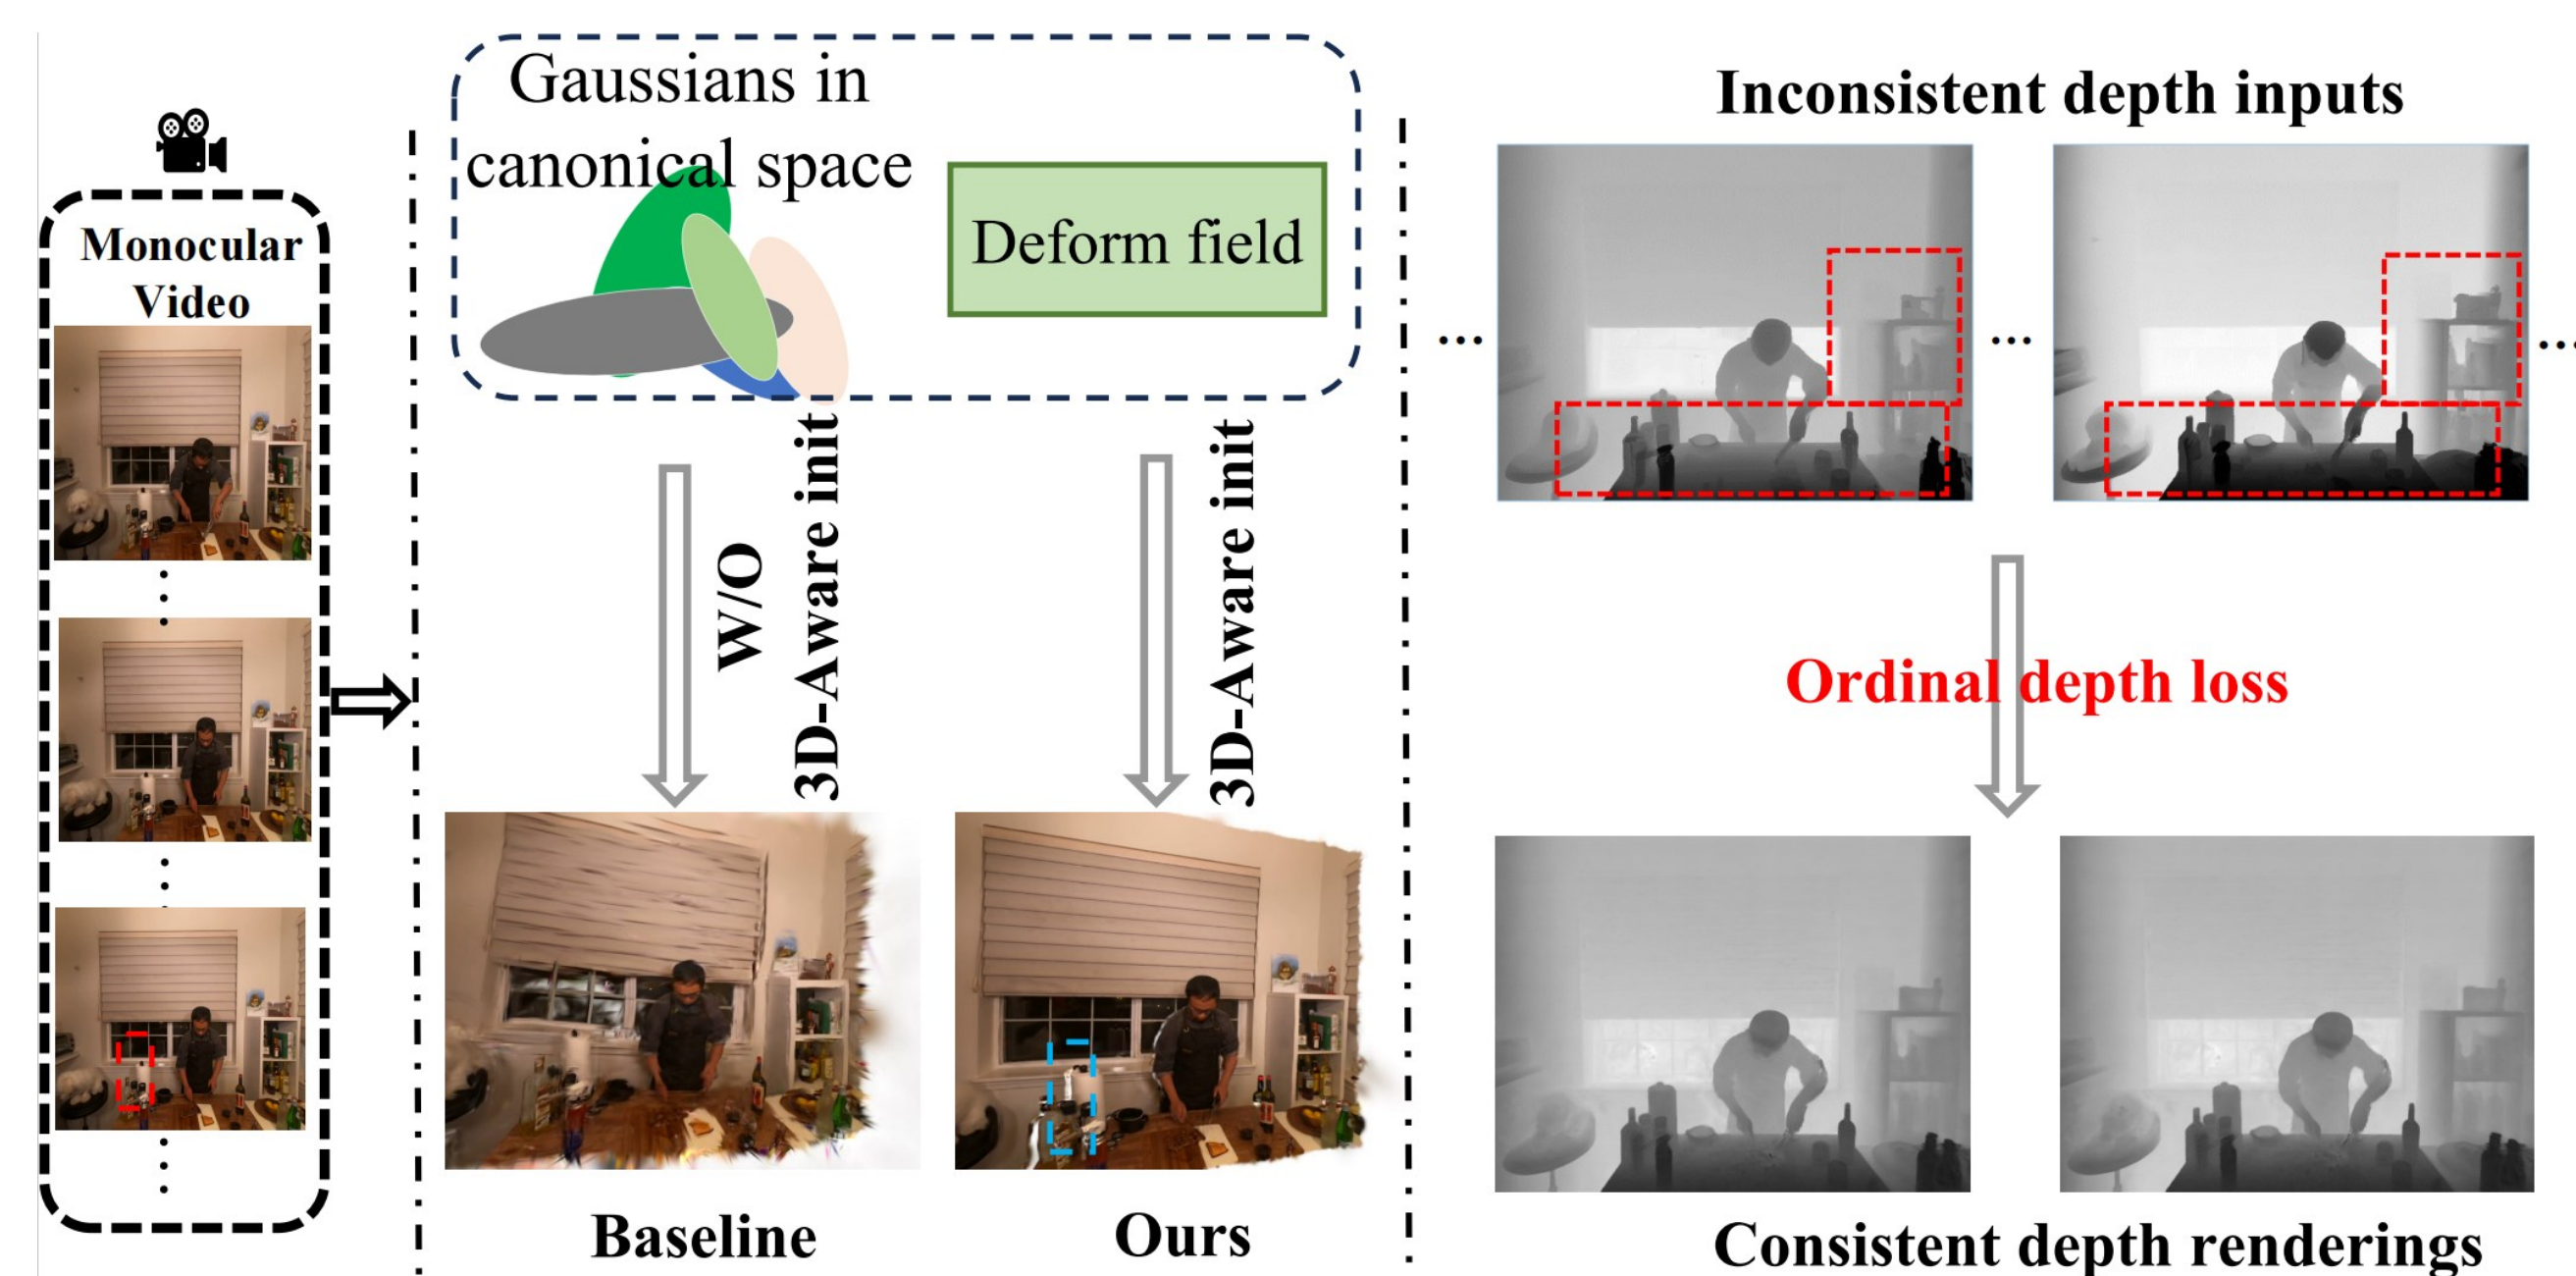 Monocular
Video
Gaussians in
canonical space
Deform field
W/O
3D-Aware init
3D-Aware init
Baseline
Ours
Inconsistent depth inputs
...
...
...
Ordinal depth loss
Consistent depth renderings